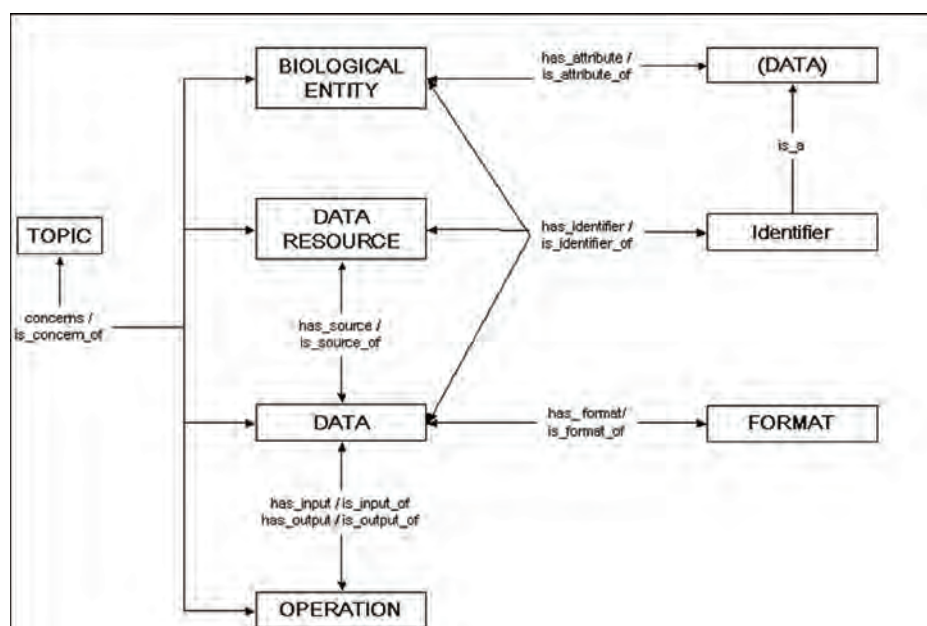 BIOLOGICAL
ENTITY
has_attribute /
is_attribute_of
(DATA)
is_a
TOPIC
DATA
RESOURCE
has_identifier /
is_identifier_of
Identifier
concerns /
is_concern_of
has_source /
is_source_of
DATA
has_format/
is_format_of
FORMAT
has_input / is_input_of
has_output / is_output_of
OPERATION